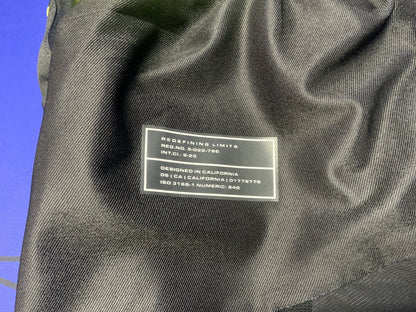 REDEFINING LIMITS
REG.NO. 5-022-795
INT.CL. 9-25
DESIGNED IN CALIFORNIA
06 | CA | CALIFORNIA | 01779778
ISO 3166-1 NUMERIC: 840